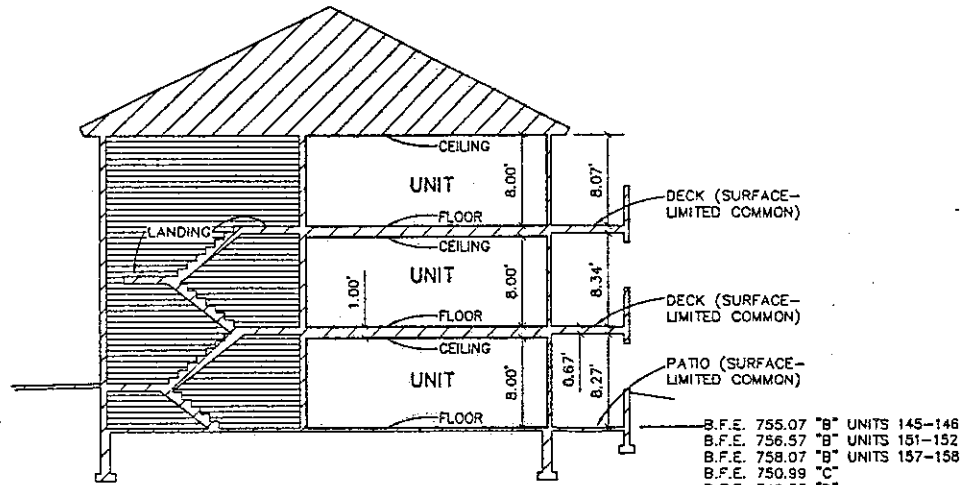 CEILING
UNIT
8.00'
8.07'
DECK (SURFACE-
LIMITED COMMON)
FLOOR
LANDING
CEILING
UNIT
1.00'
8.00'
8.34'
DECK (SURFACE-
LIMITED COMMON)
FLOOR
CEILING
UNIT
8.00'
0.67'
8.27'
PATIO (SURFACE-
LIMITED COMMON)
FLOOR
B.F.E. 755.07 "B" UNITS 145-146
B.F.E. 756.57 "B" UNITS 151-152
B.F.E. 758.07 "B" UNITS 157-158
B.F.E. 750.99 "C"